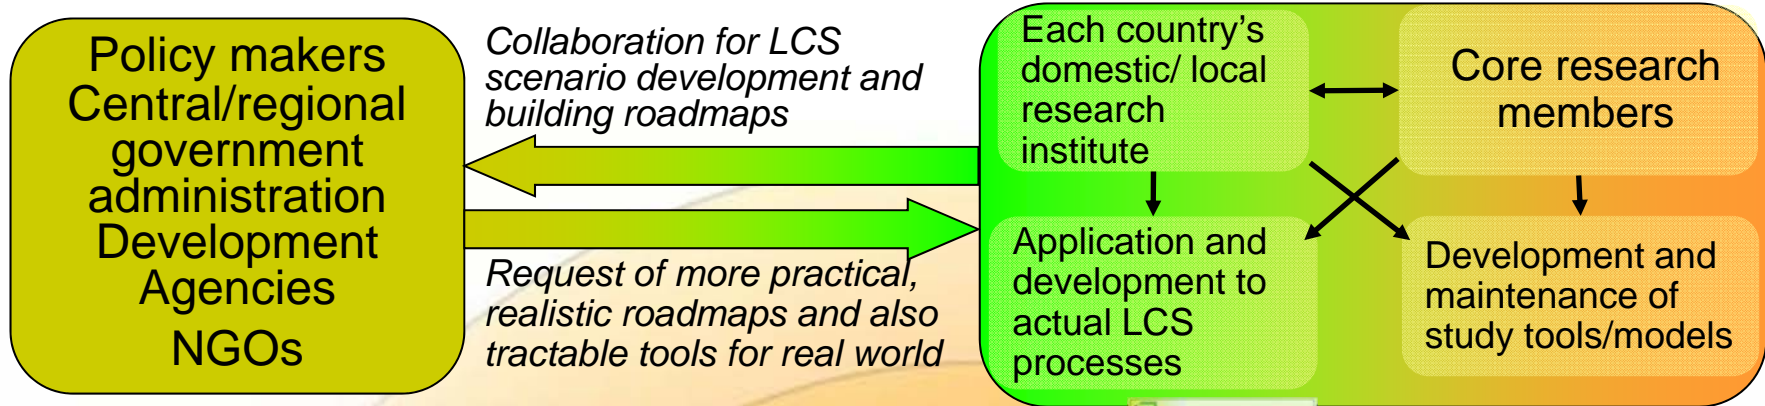 Policy makers
Central/regional
government
administration
Development
Agencies
NGOs
Collaboration for LCS
scenario development and
building roadmaps
Request of more practical,
realistic roadmaps and also
tractable tools for real world
Each country's
domestic/ local
research
institute
Core research
members
Application and
development to
actual LCS
processes
Development and
maintenance of
study tools/models